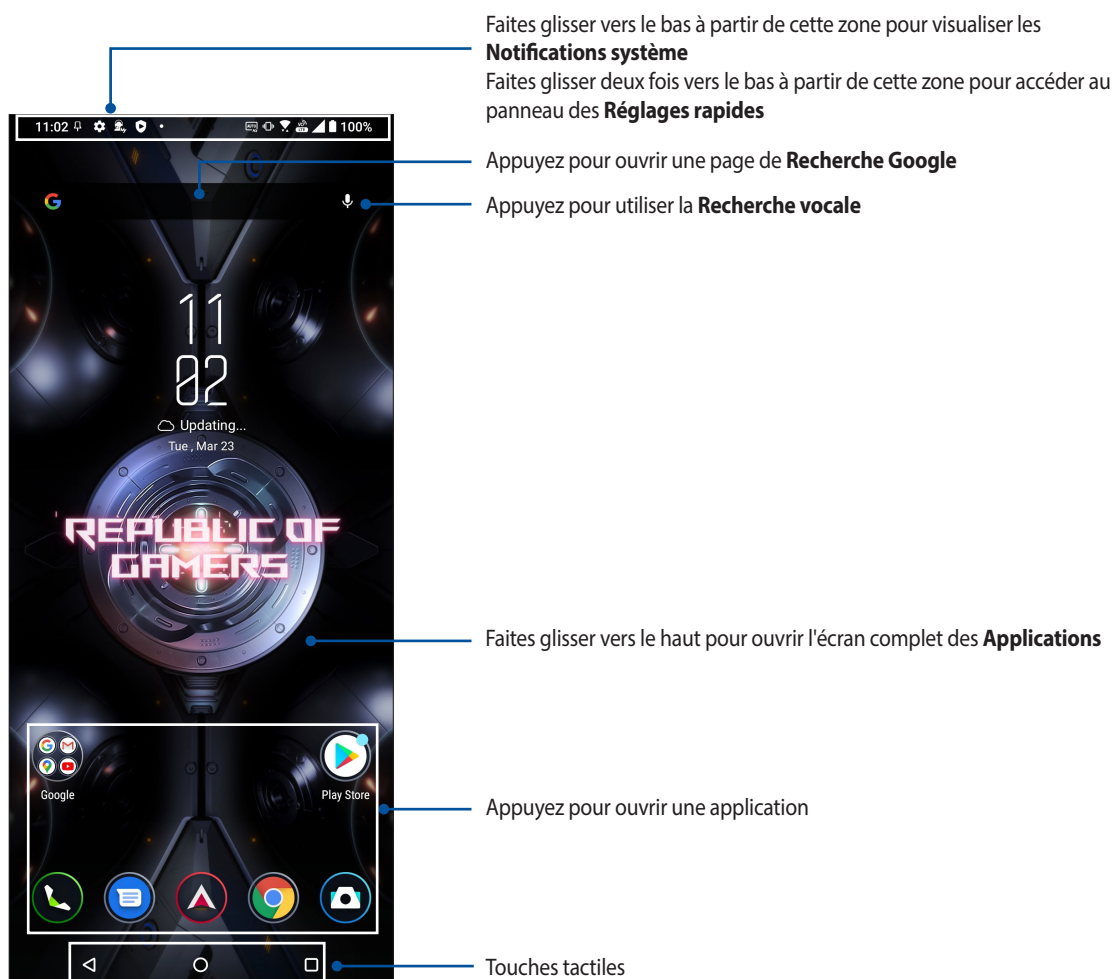 Faites glisser vers le bas à partir de cette zone pour visualiser les
Notifications système
Faites glisser deux fois vers le bas à partir de cette zone pour accéder au
panneau des Réglages rapides
11:02
100%
Appuyez pour ouvrir une page de Recherche Google
Appuyez pour utiliser la Recherche vocale
11
02
Updating...
Tue , Mar 23
REPUBLIC OF
GAMERS
Faites glisser vers le haut pour ouvrir l'écran complet des Applications
Google
Play Store
Appuyez pour ouvrir une application
Touches tactiles